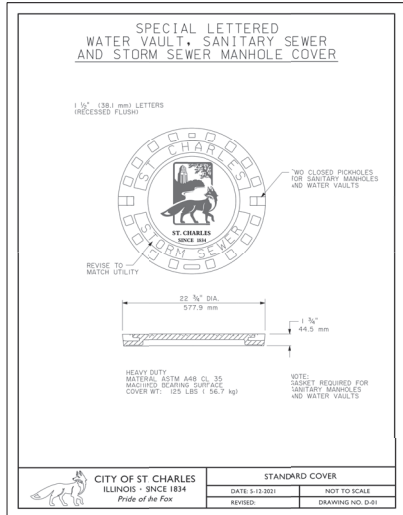 SPECIAL LETTERED
WATER VAULT, SANITARY SEWER
AND STORM SEWER MANHOLE COVER
1 ½" (38.1 mm) LETTERS
(RECESSED FLUSH)
ST CHARLES
TWO CLOSED PICKHOLES
FOR SANITARY MANHOLES
AND WATER VAULTS
ST. CHARLES
SINCE 1834
STORM SEWER
REVISE TO
MATCH UTILITY
22 ¾" DIA.
577.9 mm
1 ¾"
44.5 mm
HEAVY DUTY
MATERIAL ASTM A48 CL 35
MACHINED BEARING SURFACE
COVER WT: 125 LBS ( 56.7 kg)
NOTE:
GASKET REQUIRED FOR
SANITARY MANHOLES
AND WATER VAULTS
CITY OF ST. CHARLES
ILLINOIS • SINCE 1834
Pride of the Fox
STANDARD COVER
DATE: 5-12-2021
NOT TO SCALE
REVISED:
DRAWING NO. D-01